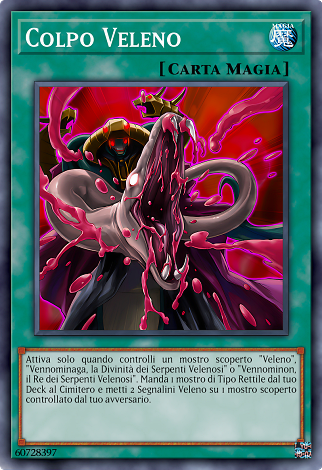 Colpo Veleno
MAGIA
[Carta Magia]
Attiva solo quando controlli un mostro scoperto "Veleno",
"Vennominaga, la Divinità dei Serpenti Velenosi" o "Vennominon,
il Re dei Serpenti Velenosi". Manda 1 mostro di Tipo Rettile dal tuo
Deck al Cimitero e metti 2 Segnalini Veleno su 1 mostro scoperto
controllato dal tuo avversario.
60728397